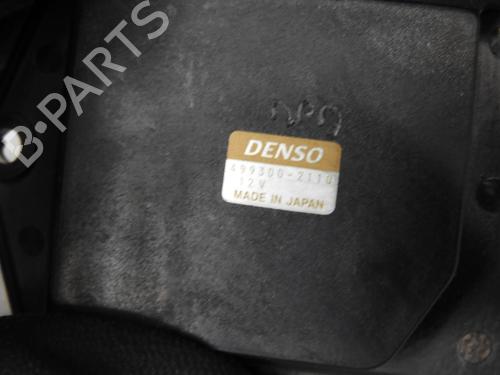 B-PARTS
DENSO
499300-2110
12V
MADE IN JAPAN